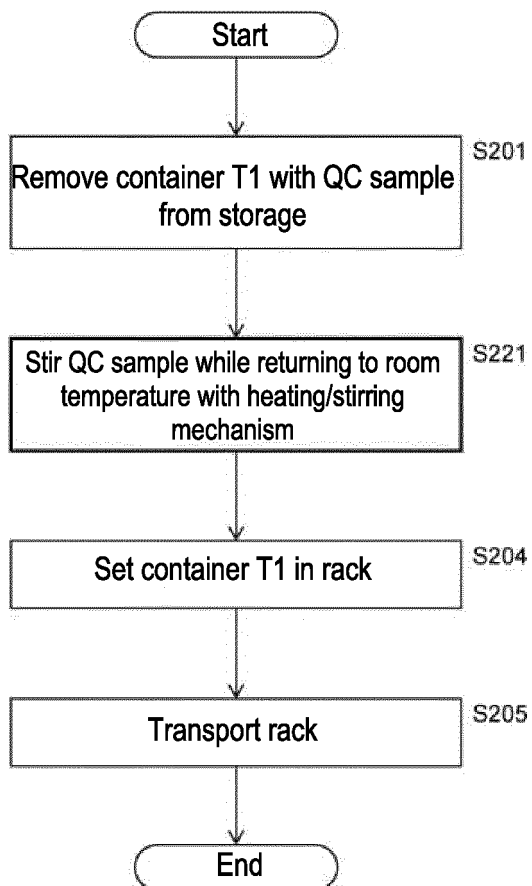 Start
S201
Remove container T1 with QC sample
from storage
S221
Stir QC sample while returning to room
temperature with heating/stirring
mechanism
S204
Set container T1 in rack
S205
Transport rack
End